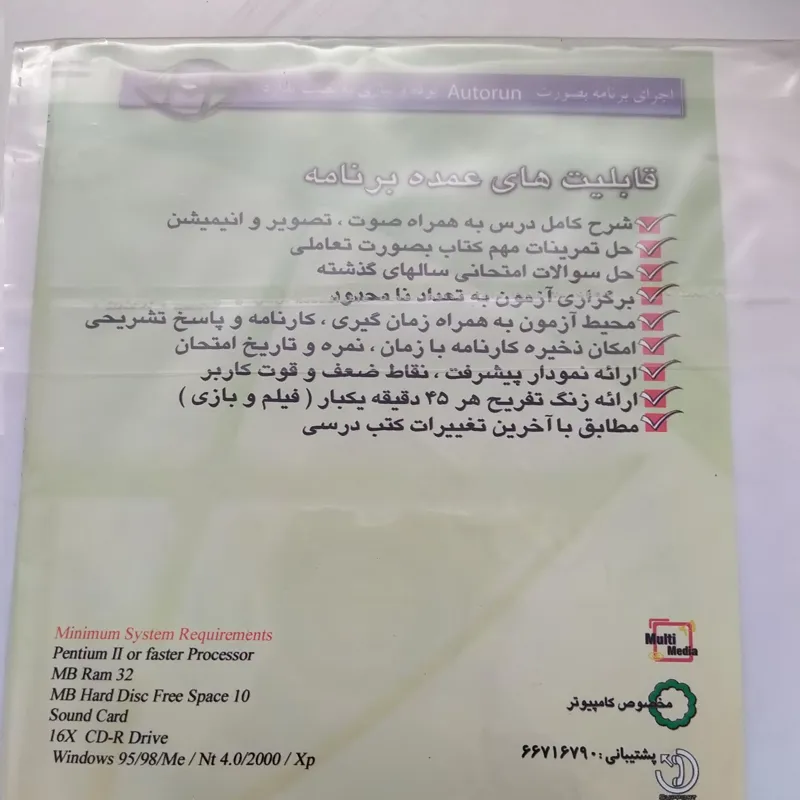 اجرای برنامه بصورت Autorun
قابلیت های عمده برنامه
شرح کامل درس به همراه صوت ، تصویر و انیمیشن
حل تمرینات مهم کتاب بصورت تعاملی
حل سوالات امتحانی سالهای گذشته
برگزاری آزمون به تعداد نا محدود
محیط آزمون به همراه زمان گیری ، کارنامه و پاسخ تشریحی
امکان ذخیره کارنامه با زمان ، نمره و تاریخ امتحان
ارائه نمودار پیشرفت ، نقاط ضعف و قوت کاربر
ارائه زنگ تفریح هر ۴۵ دقیقه یکبار ( فیلم و بازی )
مطابق با آخرین تغییرات کتب درسی
Minimum System Requirements
Pentium II or faster Processor
MB Ram 32
MB Hard Disc Free Space 10
Sound Card
16X CD-R Drive
Windows 95/98/Me / Nt 4.0/2000 / Xp
Multi
Media
مخصوص کامپیوتر
پشتیبانی : ۶۶۷۱۶۷۹۰